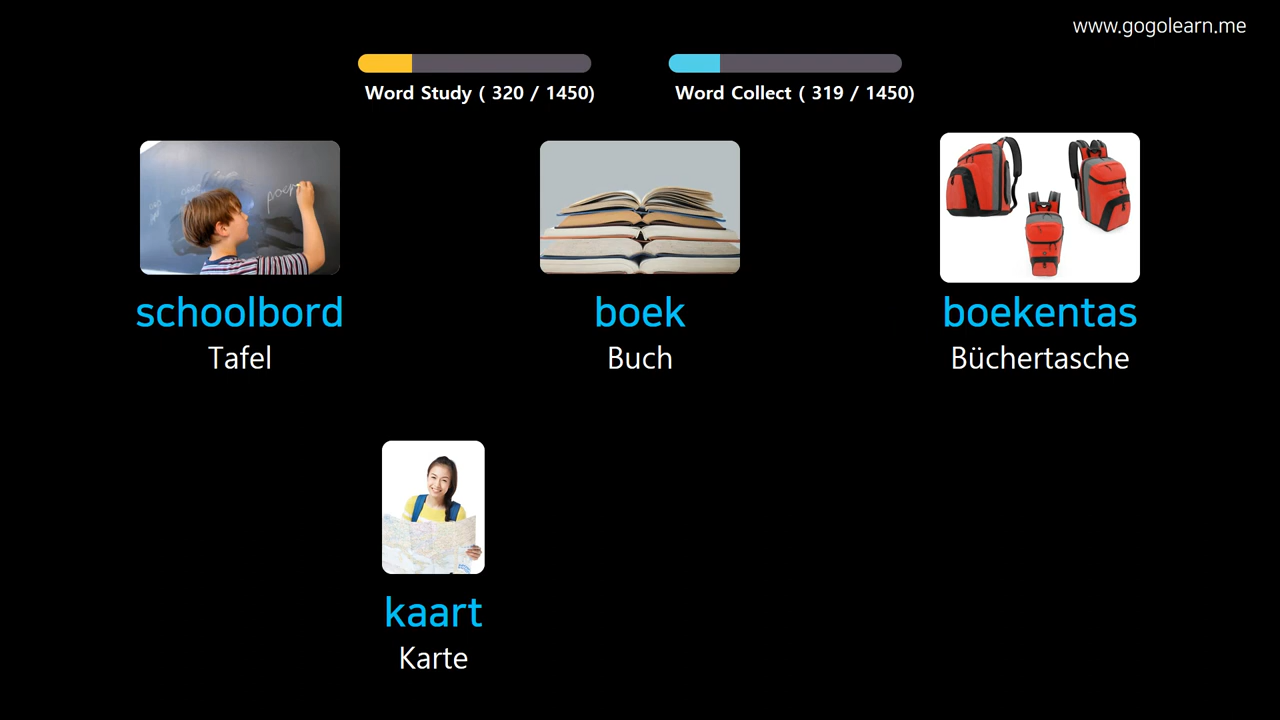 www.gogolearn.me
Word Study ( 320 / 1450)
Word Collect ( 319 / 1450)
schoolbord
boek
boekentas
Tafel
Buch
Büchertasche
kaart
Karte